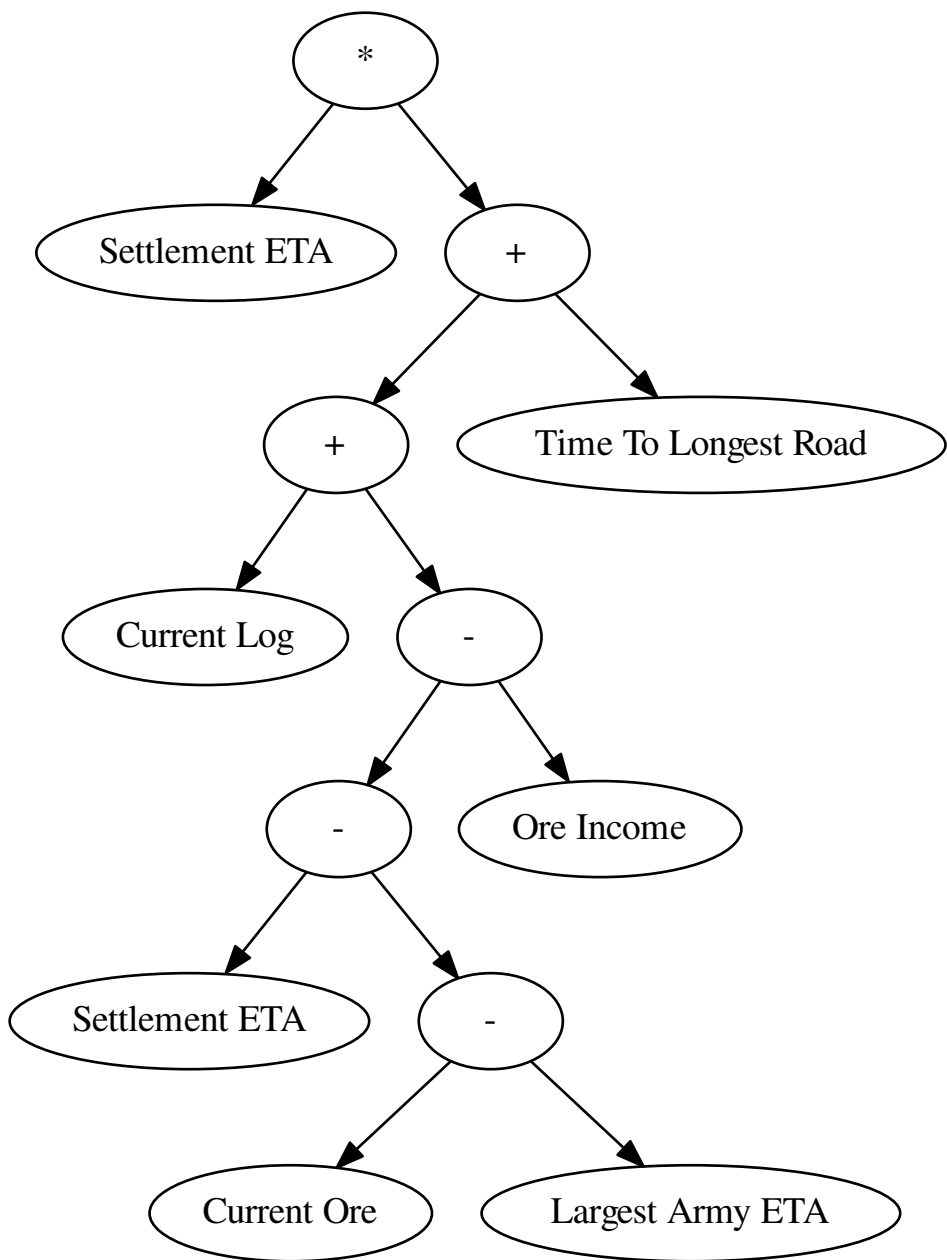 *
Settlement ETA
+
+
Time To Longest Road
Current Log
-
-
Ore Income
Settlement ETA
-
Current Ore
Largest Army ETA